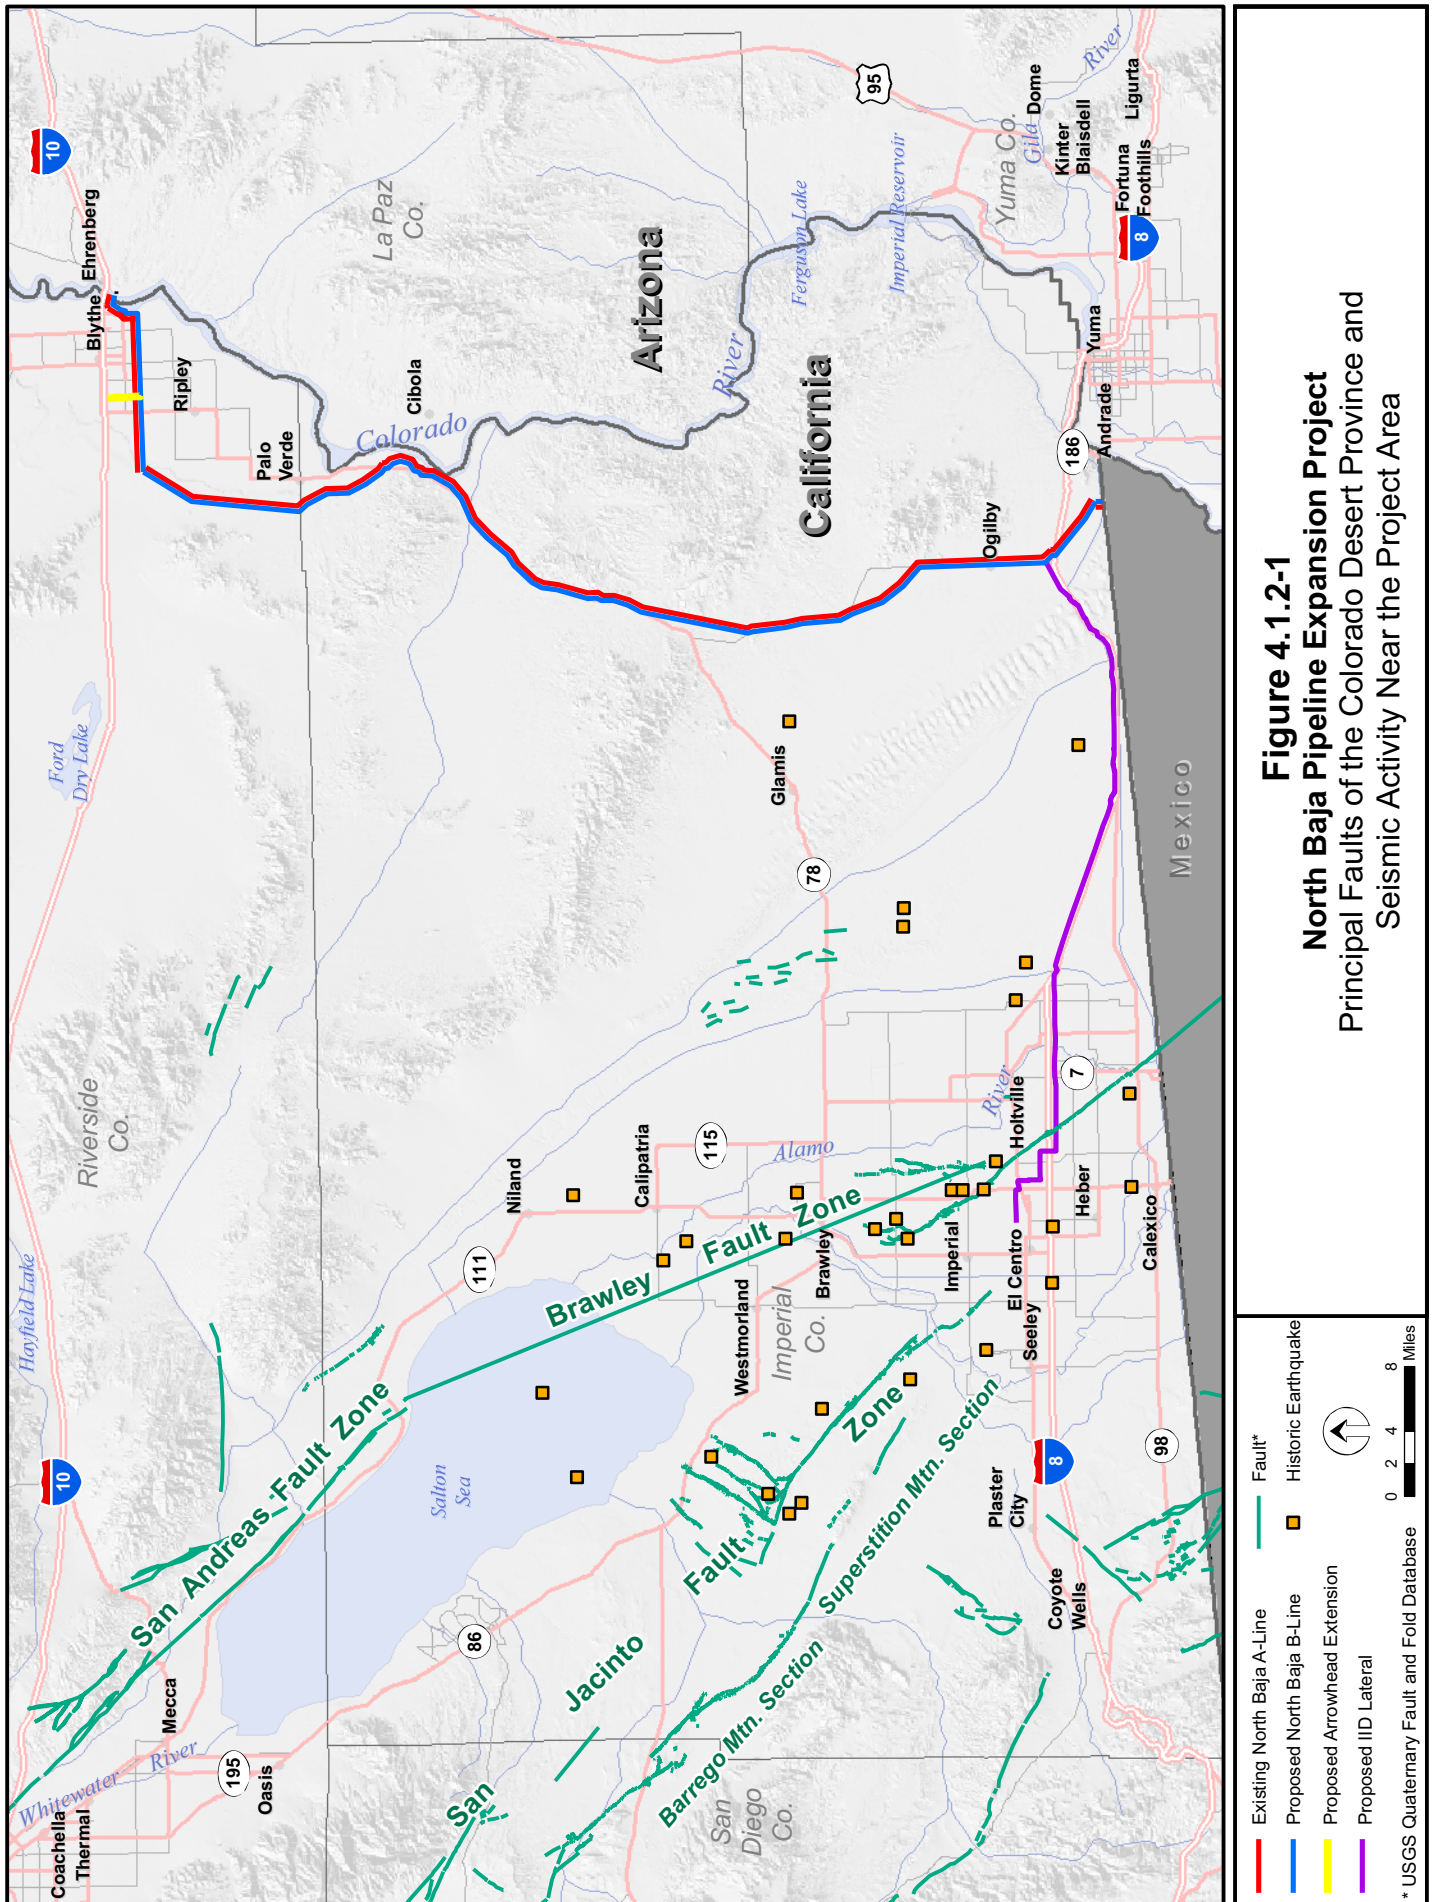 Coachella
Thermal
Whitewater
River
Mecca
195
Oasis
10
Hayfield Lake
Riverside
Co.
Ford
Dry Lake
Blythe
Ehrenberg
10
Ripley
Palo
Verde
Cibola
Colorado
River
La Paz
Co.
Arizona
California
95
Ferguson Lake
Imperial Reservoir
Yuma Co.
Gila
River
Dome
Kinter
Blaisdell
Ligurta
Fortuna
Foothills
8
Yuma
Andrade
186
Ogilby
Glamis
78
Mexico
San Andreas Fault Zone
Salton
Sea
86
111
Niland
Calipatria
115
Alamo
River
Brawley Fault Zone
Westmorland
Brawley
Imperial
Co.
Imperial
Holtville
7
El Centro
Heber
Seeley
Calexico
98
8
Plaster
City
Coyote
Wells
San Jacinto Fault Zone
Superstition Mtn. Section
Barrego Mtn. Section
San
Diego
Co.
Existing North Baja A-Line
Proposed North Baja B-Line
Proposed Arrowhead Extension
Proposed IID Lateral
Fault*
Historic Earthquake
0 2 4 8
Miles
* USGS Quaternary Fault and Fold Database
Figure 4.1.2-1
North Baja Pipeline Expansion Project
Principal Faults of the Colorado Desert Province and
Seismic Activity Near the Project Area